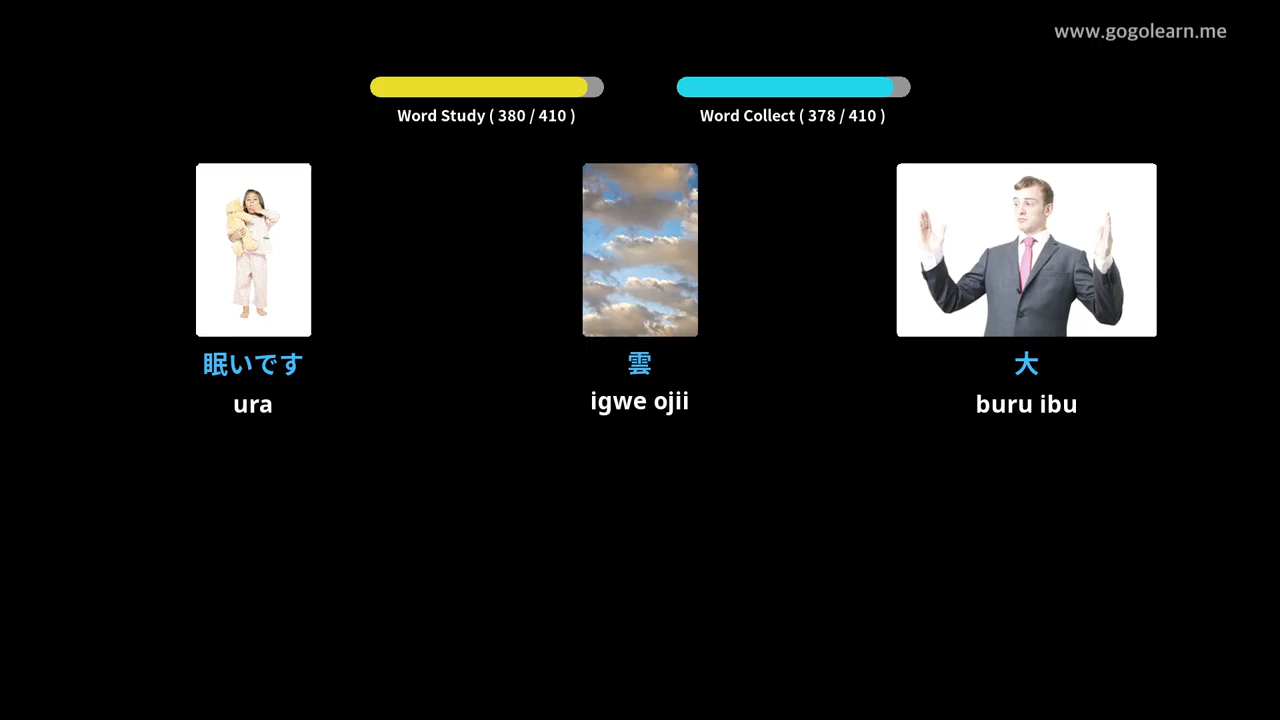 www.gogolearn.me
Word Study ( 380 / 410 )
Word Collect ( 378 / 410 )
眠いです
雲
大
ura
igwe ojii
buru ibu